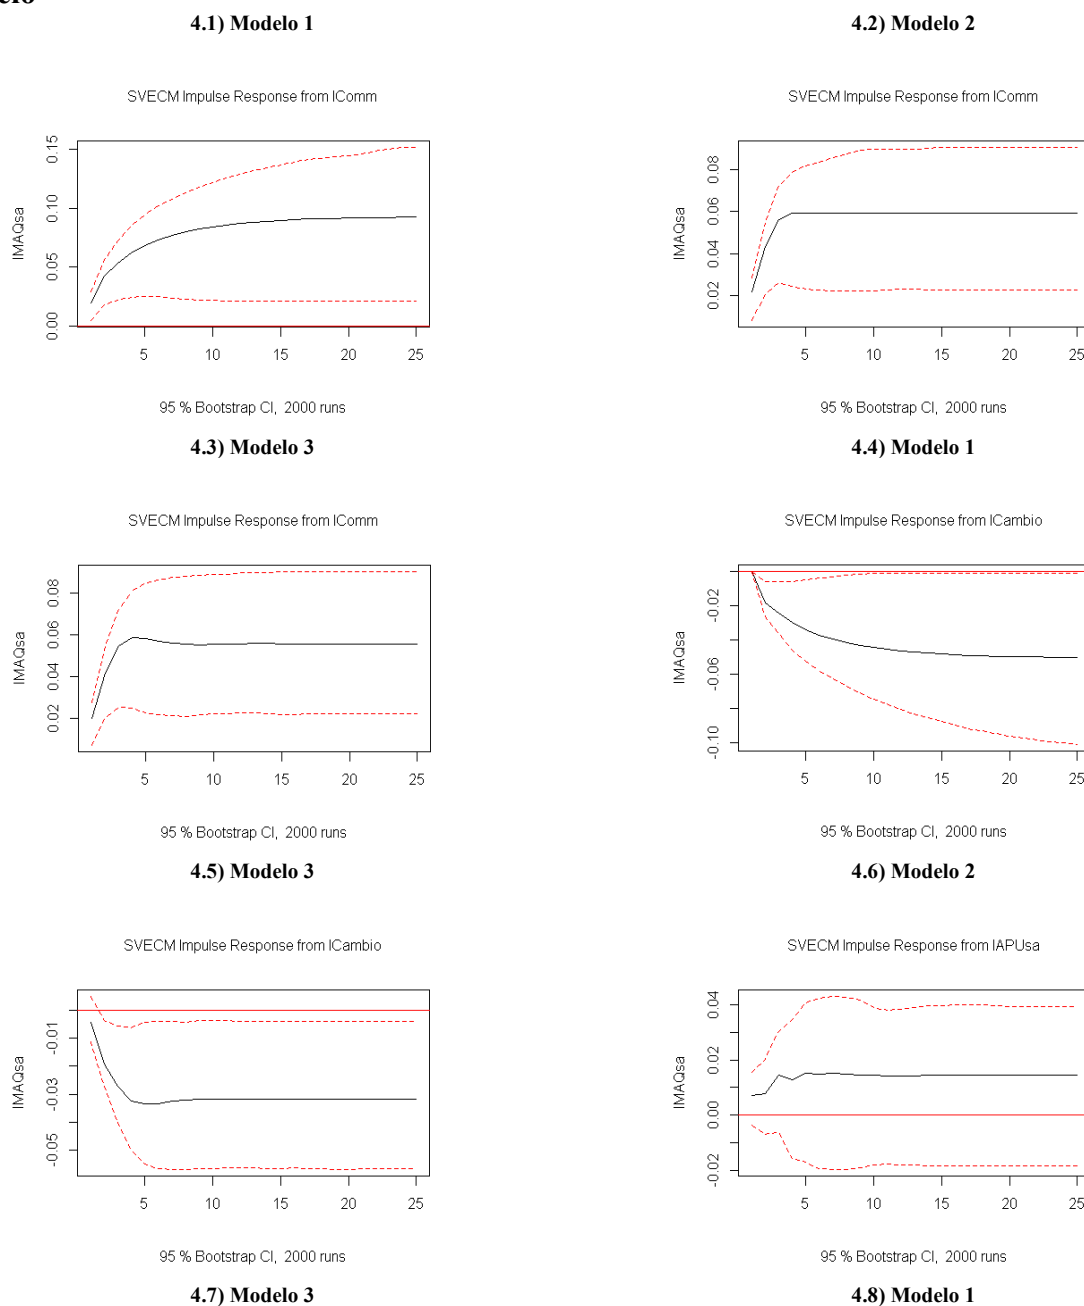 elo
4.1) Modelo 1
4.2) Modelo 2
SVECM Impulse Response from lComm
lMAQsa
0.00 0.05 0.10 0.15
5 10 15 20 25
95 % Bootstrap CI, 2000 runs
SVECM Impulse Response from lComm
lMAQsa
0.02 0.04 0.06 0.08
5 10 15 20 25
95 % Bootstrap CI, 2000 runs
4.3) Modelo 3
4.4) Modelo 1
SVECM Impulse Response from lComm
lMAQsa
0.02 0.04 0.06 0.08
5 10 15 20 25
95 % Bootstrap CI, 2000 runs
SVECM Impulse Response from lCambio
lMAQsa
-0.10 -0.06 -0.02
5 10 15 20 25
95 % Bootstrap CI, 2000 runs
4.5) Modelo 3
4.6) Modelo 2
SVECM Impulse Response from lCambio
lMAQsa
-0.05 -0.03 -0.01
5 10 15 20 25
95 % Bootstrap CI, 2000 runs
SVECM Impulse Response from lAPUsa
lMAQsa
-0.02 0.00 0.02 0.04
5 10 15 20 25
95 % Bootstrap CI, 2000 runs
4.7) Modelo 3
4.8) Modelo 1